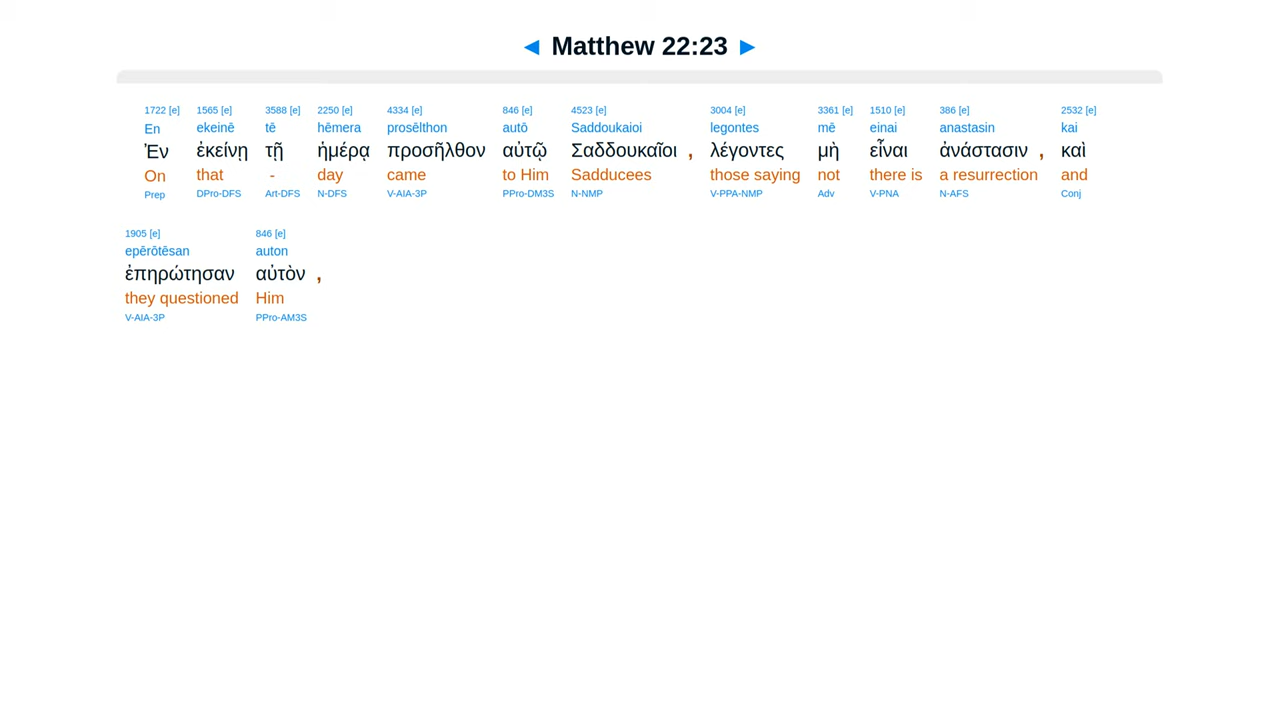 ◄ Matthew 22:23 ►
1722 [e] 1565 [e] 3588 [e] 2250 [e] 4334 [e] 846 [e] 4523 [e] 3004 [e] 3361 [e] 1510 [e] 386 [e] 2532 [e]
En ekeinē tē hēmera prosēlthon autō Saddoukaioi legontes mē einai anastasin kai
Ἐν ἐκείνῃ τῇ ἡμέρᾳ προσῆλθον αὐτῷ Σαδδουκαῖοι , λέγοντες μὴ εἶναι ἀνάστασιν , καὶ
On that - day came to Him Sadducees those saying not there is a resurrection and
Prep DPro-DFS Art-DFS N-DFS V-AIA-3P PPro-DM3S N-NMP V-PPA-NMP Adv V-PNA N-AFS Conj
1905 [e] 846 [e]
epērōtēsan auton
ἐπηρώτησαν αὐτὸν ,
they questioned Him
V-AIA-3P PPro-AM3S